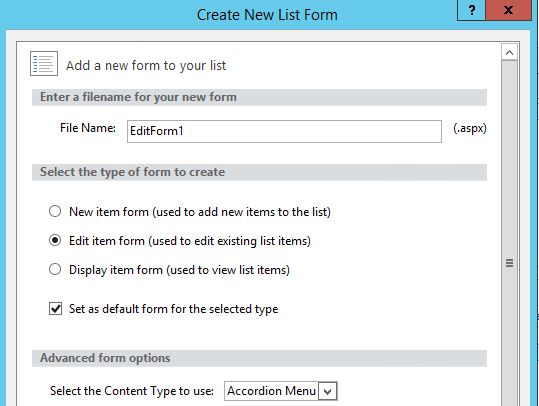 Create New List Form
?
x
Add a new form to your list
Enter a filename for your new form
File Name: EditForm1 (.aspx)
Select the type of form to create
New item form (used to add new items to the list)
Edit item form (used to edit existing list items)
Display item form (used to view list items)
Set as default form for the selected type
Advanced form options
Select the Content Type to use: Accordion Menu